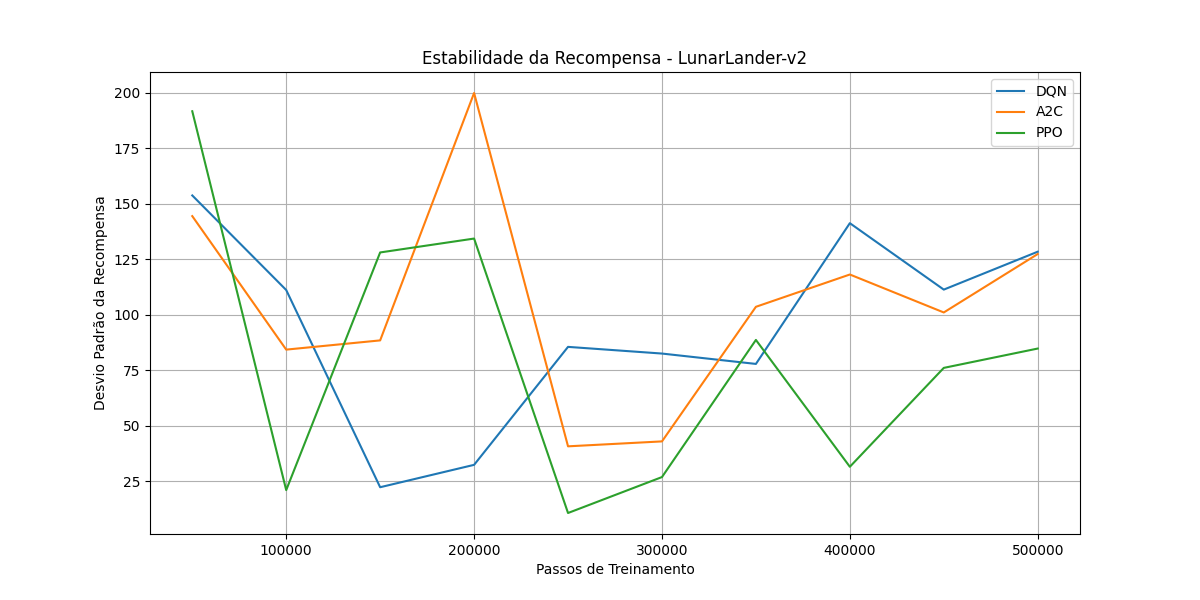 Estabilidade da Recompensa - LunarLander-v2
DQN
A2C
PPO
Desvio Padrão da Recompensa
200
175
150
125
100
75
50
25
100000 200000 300000 400000 500000
Passos de Treinamento